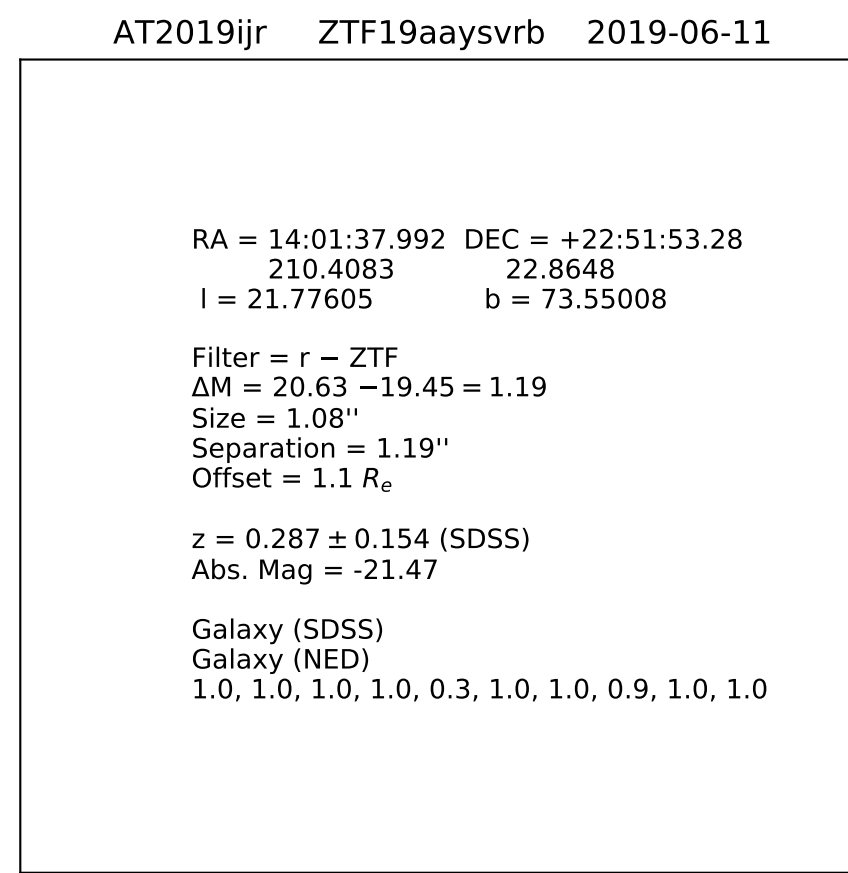 AT2019ijr ZTF19aaysvrb 2019-06-11
RA = 14:01:37.992 DEC = +22:51:53.28
210.4083 22.8648
l = 21.77605 b = 73.55008
Filter = r − ZTF
ΔM = 20.63 −19.45 = 1.19
Size = 1.08''
Separation = 1.19''
Offset = 1.1 Rₑ
z = 0.287 ± 0.154 (SDSS)
Abs. Mag = -21.47
Galaxy (SDSS)
Galaxy (NED)
1.0, 1.0, 1.0, 1.0, 0.3, 1.0, 1.0, 0.9, 1.0, 1.0